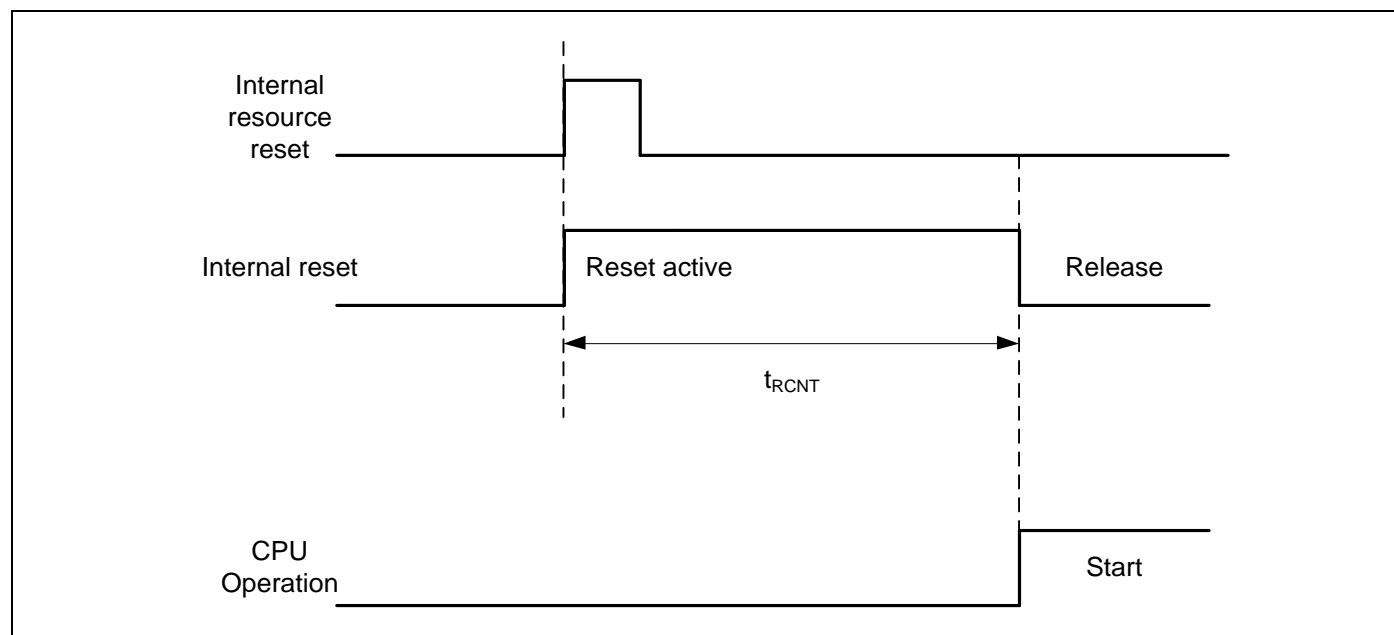 Internal
resource
reset
Internal reset
Reset active
Release
tRCNT
CPU
Operation
Start